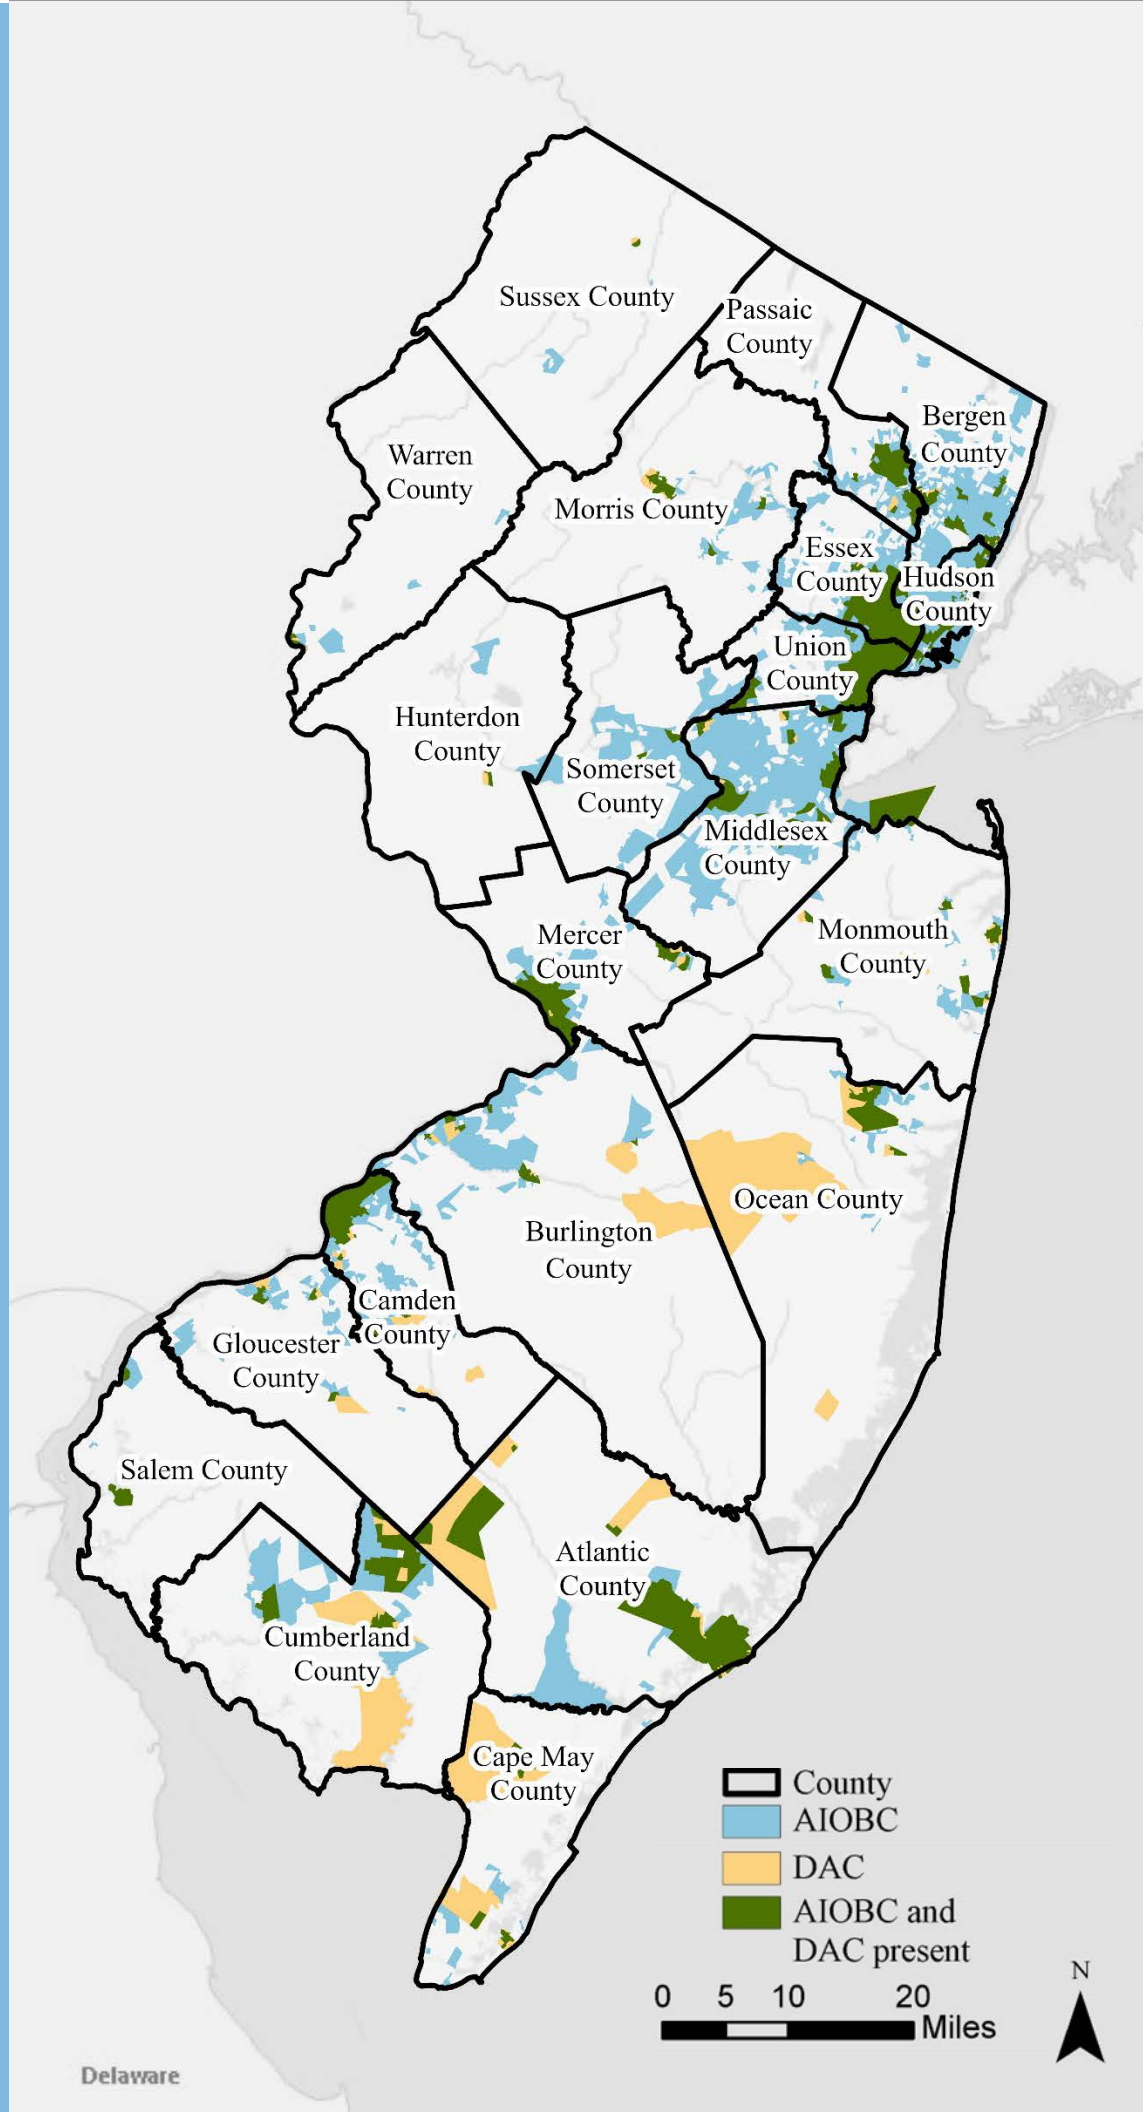 Sussex County
Passaic
County
Bergen
County
Warren
County
Morris County
Essex
County
Hudson
County
Union
County
Hunterdon
County
Somerset
County
Middlesex
County
Mercer
County
Monmouth
County
Ocean County
Burlington
County
Camden
County
Gloucester
County
Salem County
Atlantic
County
Cumberland
County
Cape May
County
County
AIOBC
DAC
AIOBC and
DAC present
N
0 5 10 20
Miles
Delaware